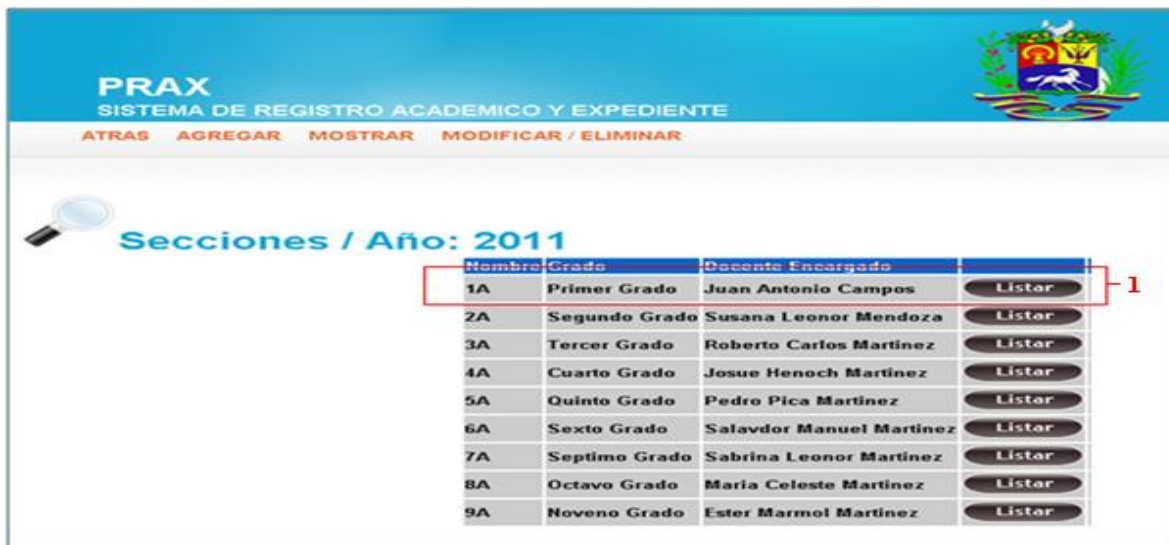 PRAX
SISTEMA DE REGISTRO ACADEMICO Y EXPEDIENTE
ATRAS AGREGAR MOSTRAR MODIFICAR / ELIMINAR
Secciones / Año: 2011
Nombre Grado Docente Encargado
1A Primer Grado Juan Antonio Campos Listar 1
2A Segundo Grado Susana Leonor Mendoza Listar
3A Tercer Grado Roberto Carlos Martinez Listar
4A Cuarto Grado Josue Henoch Martinez Listar
5A Quinto Grado Pedro Pica Martinez Listar
6A Sexto Grado Salavdor Manuel Martinez Listar
7A Septimo Grado Sabrina Leonor Martinez Listar
8A Octavo Grado Maria Celeste Martinez Listar
9A Noveno Grado Ester Marmol Martinez Listar